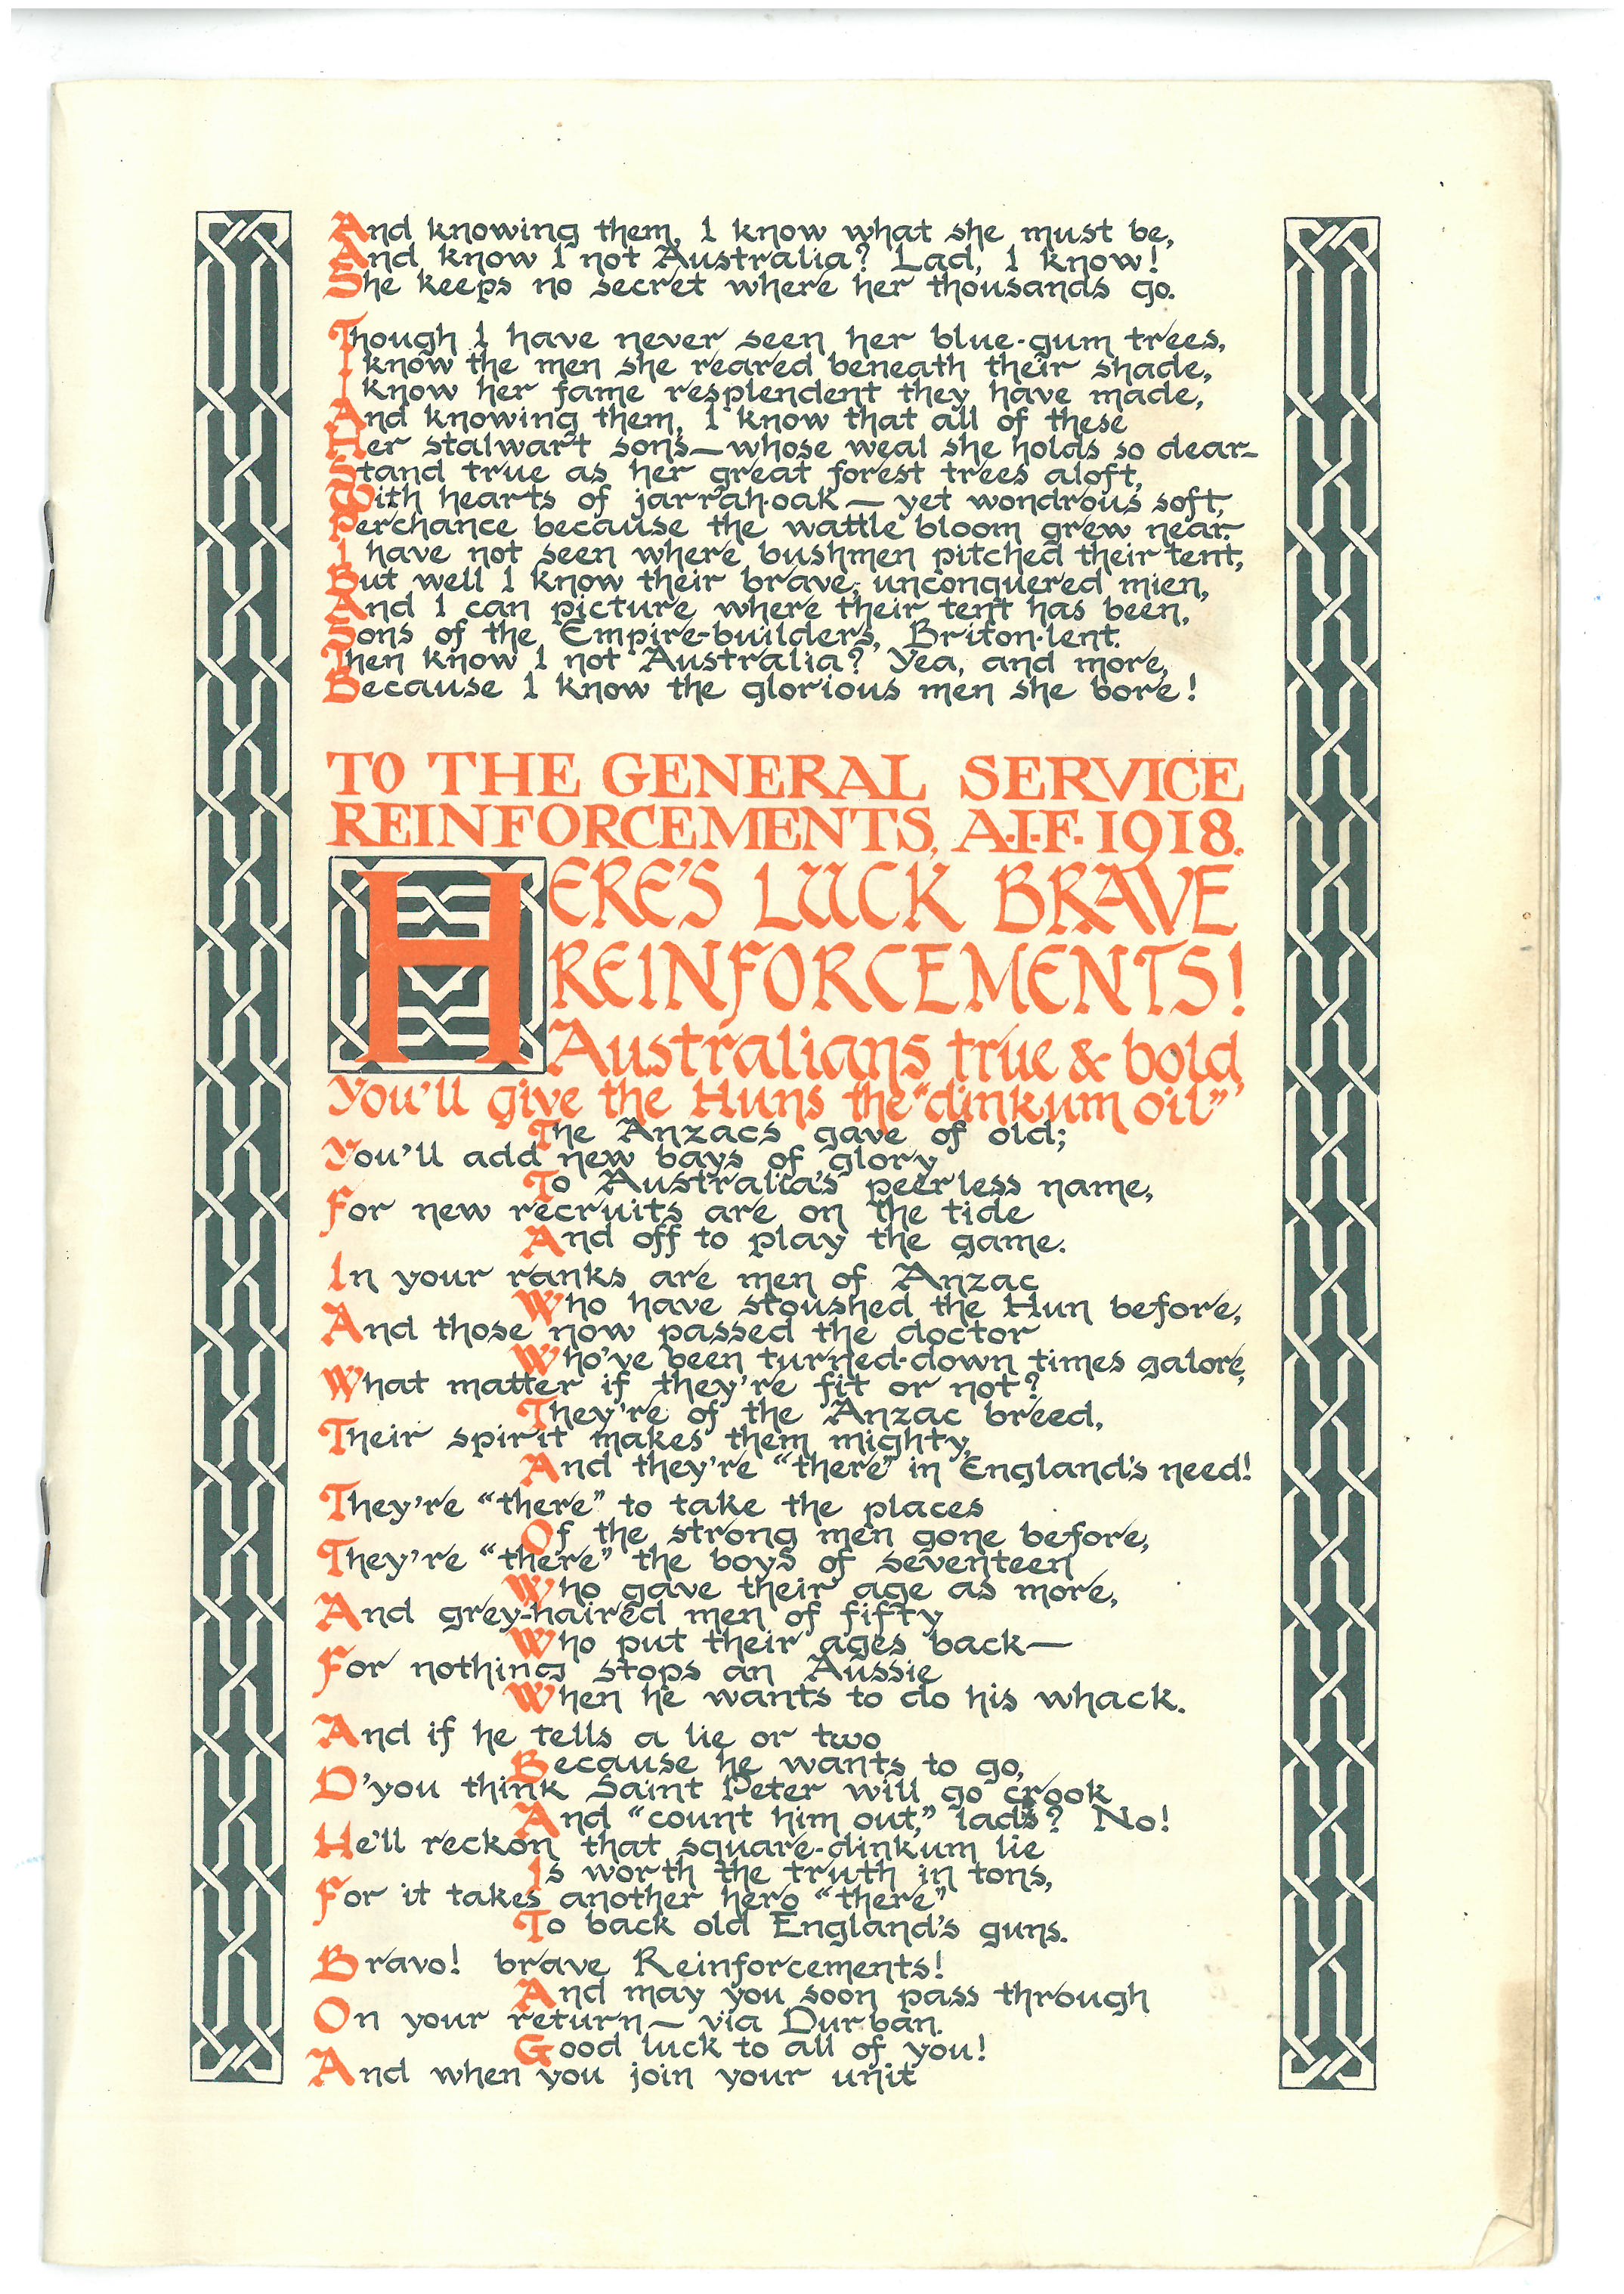 And knowing them, I know what she must be,
And know I not Australia? Lad, I know!
She keeps no secret where her thousands go.
Though I have never seen her blue-gum trees,
I know the men she reared beneath their shade,
I know her fame resplendent they have made,
And knowing them, I know that all of these
Her stalwart sons—whose weal she holds so dear—
Stand true as her great forest trees aloft,
With hearts of jarrah-oak — yet wondrous soft,
Perchance because the wattle bloom grew near.
I have not seen where bushmen pitched their tent,
But well I know their brave, unconquered mien,
And I can picture where their tent has been,
Sons of the Empire-builders, Briton-lent.
Then know I not Australia? Yea, and more,
Because I know the glorious men she bore!
TO THE GENERAL SERVICE
REINFORCEMENTS, A.I.F. 1918.
HERE'S LUCK BRAVE
REINFORCEMENTS!
Australians true & bold,
You'll give the Huns the "dinkum oil"
The Anzacs gave of old;
You'll add new bays of glory
To Australia's peerless name,
For new recruits are on the tide
And off to play the game.
In your ranks are men of Anzac
Who have stoushed the Hun before,
And those now passed the doctor
Who've been turned-down times galore,
What matter if they're fit or not?
They're of the Anzac breed,
Their spirit makes them mighty,
And they're "there" in England's need!
They're "there" to take the places
Of the strong men gone before,
They're "there" the boys of seventeen
Who gave their age as more,
And grey-haired men of fifty
Who put their ages back—
For nothing stops an Aussie
When he wants to do his whack.
And if he tells a lie or two
Because he wants to go,
D'you think Saint Peter will go crook
And "count him out," lads? No!
He'll reckon that square-dinkum lie
Is worth the truth in tons,
For it takes another hero "there"
To back old England's guns.
Bravo! brave Reinforcements!
And may you soon pass through
On your return — via Durban.
Good luck to all of you!
And when you join your unit